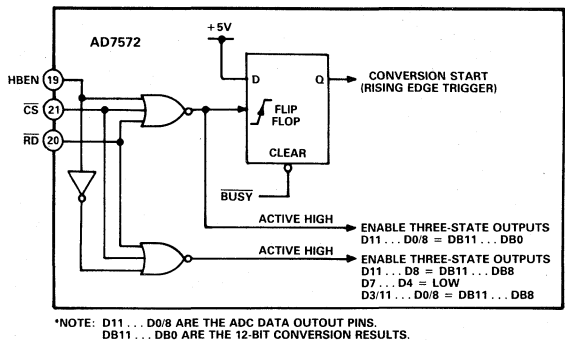 +5V
AD7572
HBEN 19
CS 21
RD 20
D Q
FLIP
FLOP
CLEAR
BUSY
CONVERSION START
(RISING EDGE TRIGGER)
ACTIVE HIGH
ENABLE THREE-STATE OUTPUTS
D11 . . . D0/8 = DB11 . . . DB0
ACTIVE HIGH
ENABLE THREE-STATE OUTPUTS
D11 . . . D8 = DB11 . . . DB8
D7 . . . D4 = LOW
D3/11 . . . D0/8 = DB11 . . . DB8
*NOTE: D11 . . . D0/8 ARE THE ADC DATA OUTOUT PINS.
DB11 . . . DB0 ARE THE 12-BIT CONVERSION RESULTS.